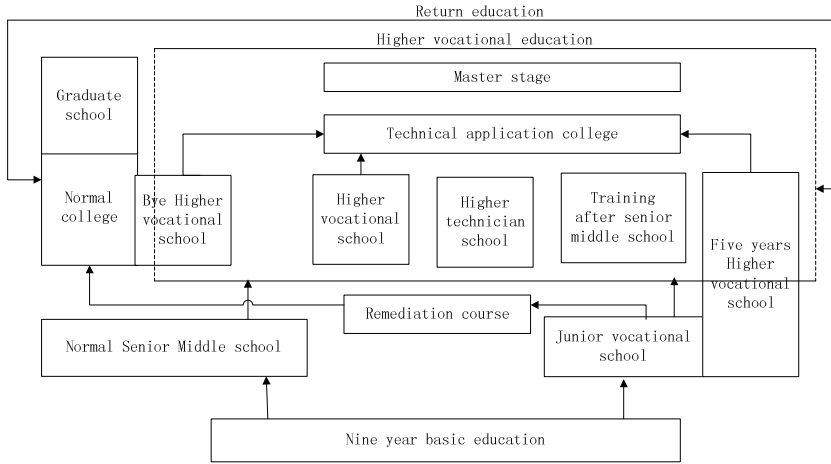 Return education
Higher vocational education
Master stage
Graduate
school
Technical application college
Normal
college
Bye Higher
vocational
school
Higher
vocational
school
Higher
technician
school
Training
after senior
middle school
Five years
Higher
vocational
school
Remediation course
Normal Senior Middle school
Junior vocational
school
Nine year basic education